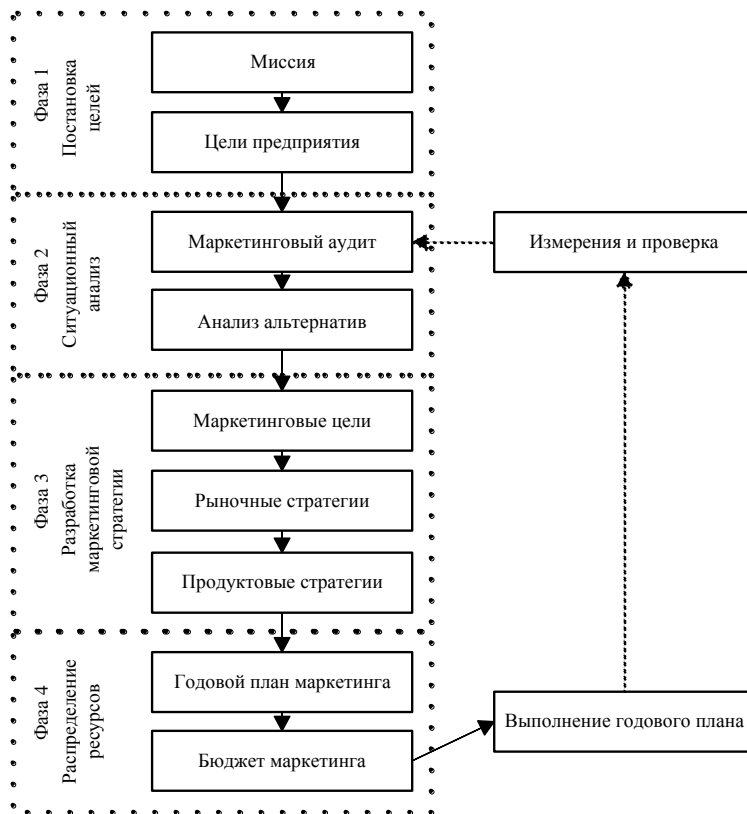 Фаза 1
Постановка
целей
Миссия
Цели предприятия
Фаза 2
Ситуационный
анализ
Маркетинговый аудит
Измерения и проверка
Анализ альтернатив
Фаза 3
Разработка
маркетинговой
стратегии
Маркетинговые цели
Рыночные стратегии
Продуктовые стратегии
Фаза 4
Распределение
ресурсов
Годовой план маркетинга
Выполнение годового плана
Бюджет маркетинга